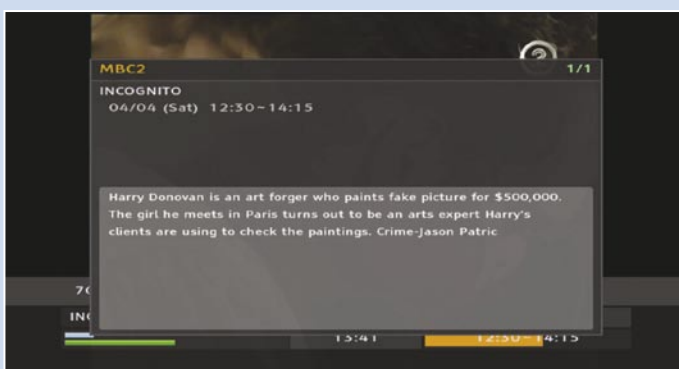 MBC2 1/1
INCOGNITO
04/04 (Sat) 12:30~14:15
Harry Donovan is an art forger who paints fake picture for $500,000.
The girl he meets in Paris turns out to be an arts expert Harry's
clients are using to check the paintings. Crime-Jason Patric
13:41 12:30~14:15